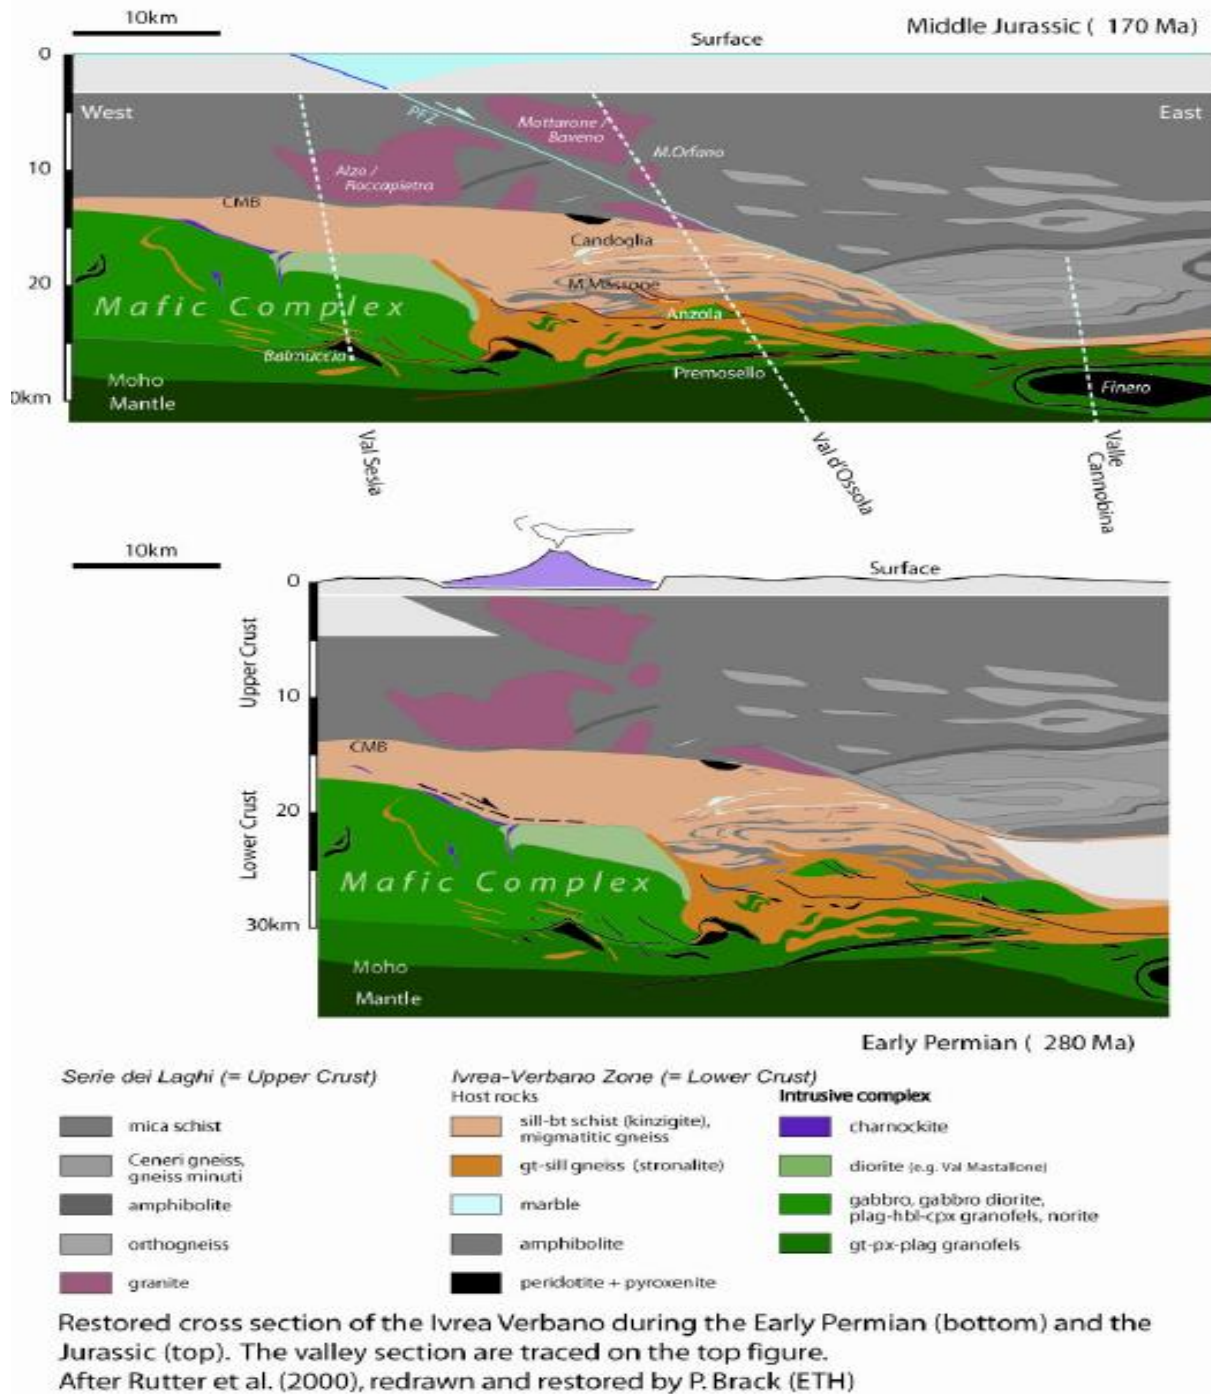 10km
Middle Jurassic ( 170 Ma)
Surface
0
West
East
PFZ
Mottarone /
Baveno
M.Orfano
10
Alzo /
Roccapietra
CMB
Candoglia
20
M.Massone
Mafic Complex
Anzola
Balmuccia
Premosello
Moho
Finero
0km
Mantle
Val Sesia
Val d'Ossola
Valle
Cannobina
10km
0
Surface
Upper Crust
10
CMB
Lower Crust
20
Mafic Complex
30km
Moho
Mantle
Early Permian ( 280 Ma)
Serie dei Laghi (= Upper Crust)
mica schist
Ceneri gneiss,
gneiss minuti
amphibolite
orthogneiss
granite
Ivrea-Verbano Zone (= Lower Crust)
Host rocks
sill-bt schist (kinzigite),
migmatitic gneiss
gt-sill gneiss (stronalite)
marble
amphibolite
peridotite + pyroxenite
Intrusive complex
charnockite
diorite (e.g. Val Mastallone)
gabbro, gabbro diorite,
plag-hbl-cpx granofels, norite
gt-px-plag granofels
Restored cross section of the Ivrea Verbano during the Early Permian (bottom) and the
Jurassic (top). The valley section are traced on the top figure.
After Rutter et al. (2000), redrawn and restored by P. Brack (ETH)